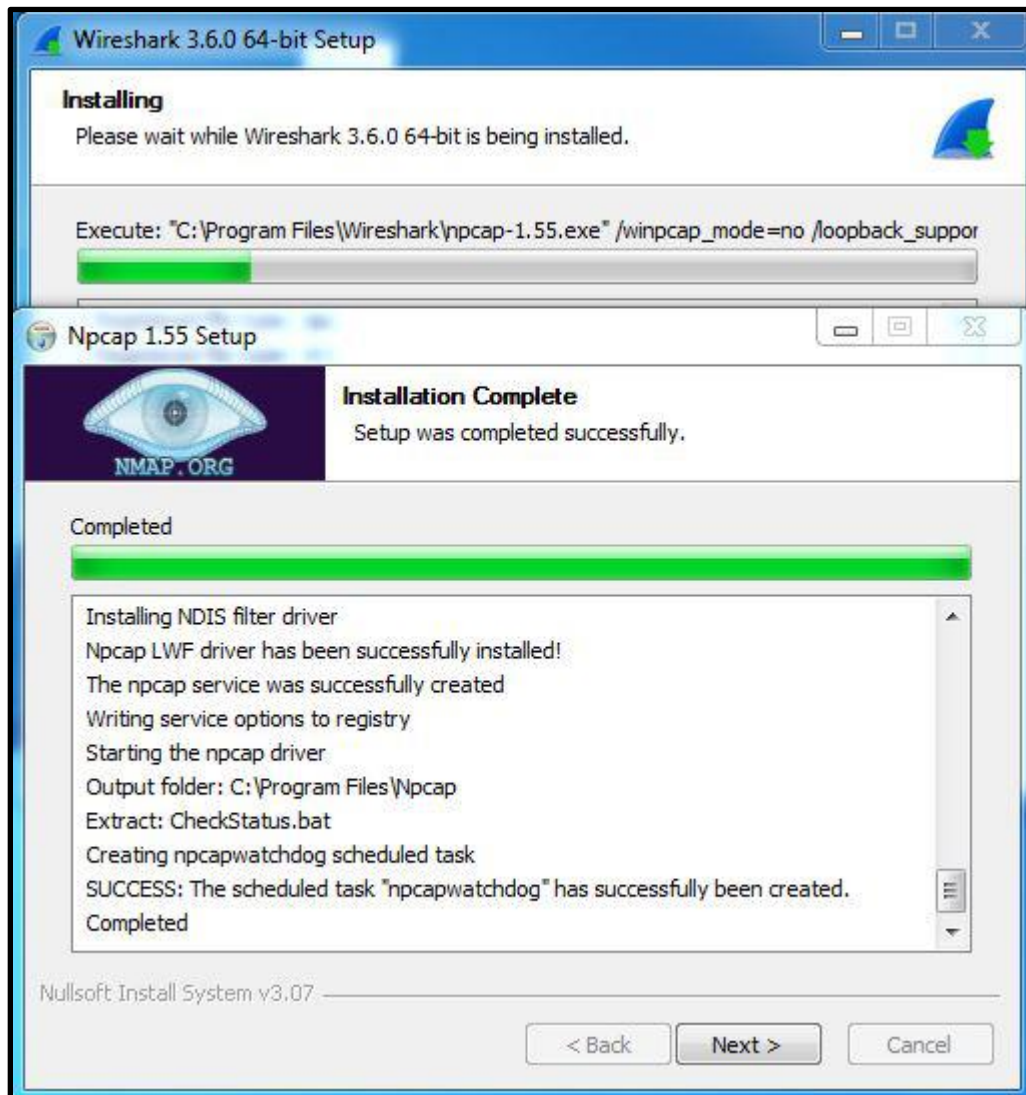 Wireshark 3.6.0 64-bit Setup
Installing
Please wait while Wireshark 3.6.0 64-bit is being installed.
Execute: "C:\Program Files\Wireshark\npcap-1.55.exe" /winpcap_mode=no /loopback_suppor
Npcap 1.55 Setup
NMAP.ORG
Installation Complete
Setup was completed successfully.
Completed
Installing NDIS filter driver
Npcap LWF driver has been successfully installed!
The npcap service was successfully created
Writing service options to registry
Starting the npcap driver
Output folder: C:\Program Files\Npcap
Extract: CheckStatus.bat
Creating npcapwatchdog scheduled task
SUCCESS: The scheduled task "npcapwatchdog" has successfully been created.
Completed
Nullsoft Install System v3.07
< Back Next > Cancel